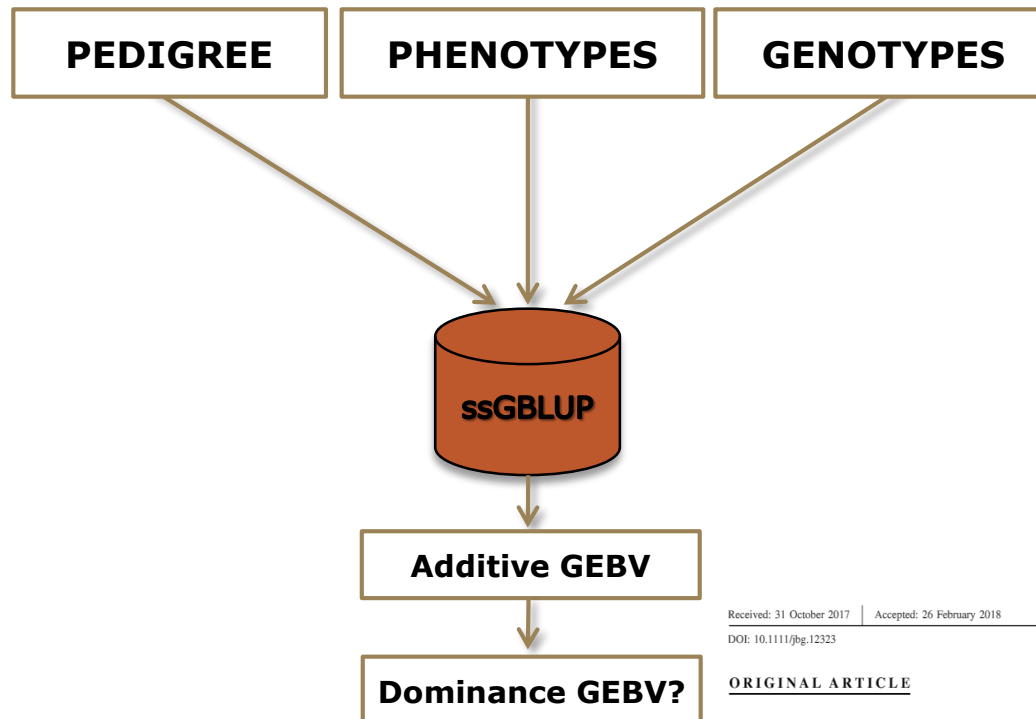 PEDIGREE
PHENOTYPES
GENOTYPES
ssGBLUP
Additive GEBV
Dominance GEBV?
Received: 31 October 2017 | Accepted: 26 February 2018
DOI: 10.1111/jbg.12323
ORIGINAL ARTICLE